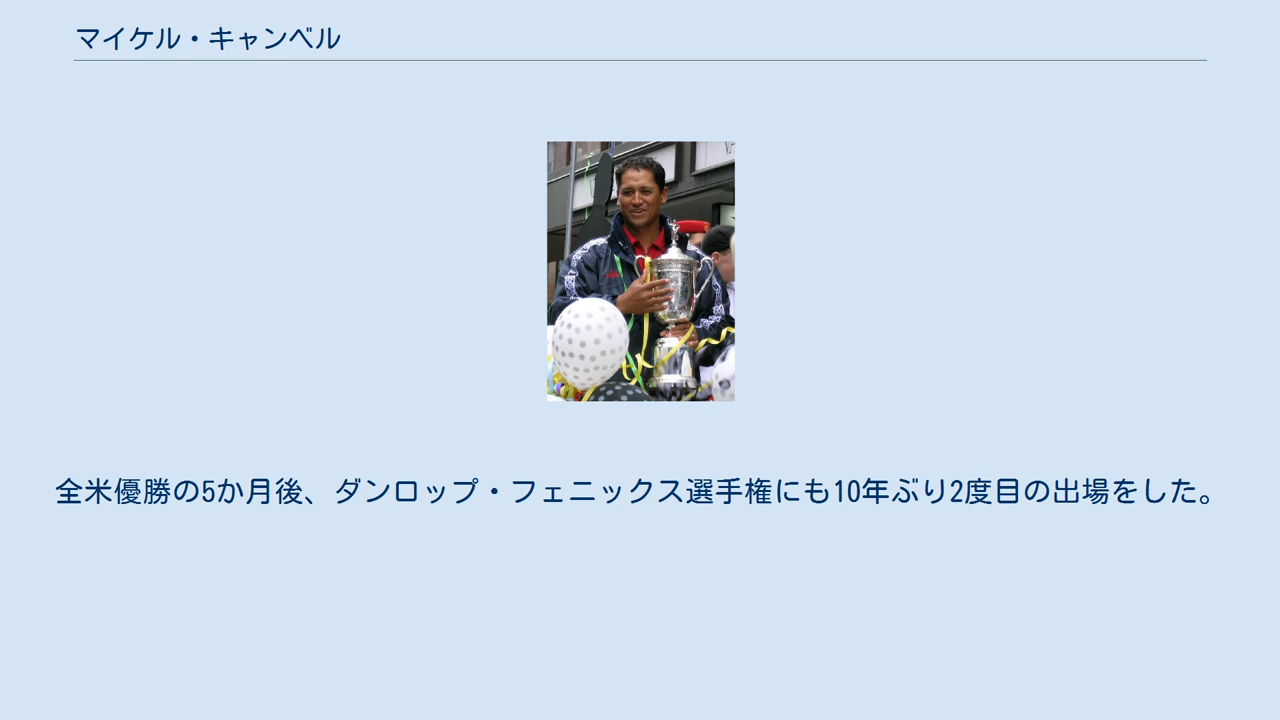 マイケル・キャンベル
全米優勝の5か月後、ダンロップ・フェニックス選手権にも10年ぶり2度目の出場をした。